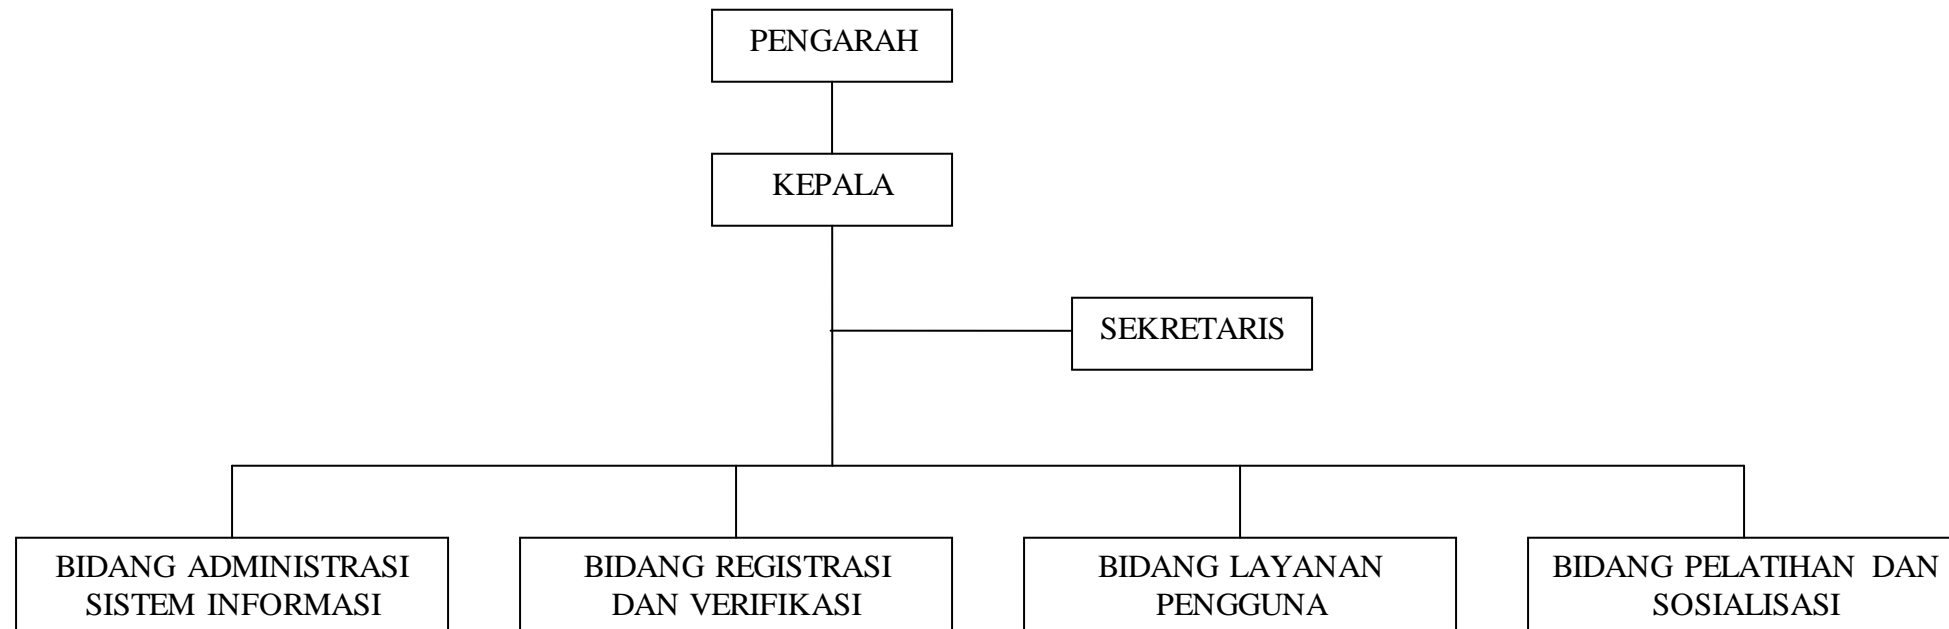 PENGARAH
KEPALA
SEKRETARIS
BIDANG ADMINISTRASI
SISTEM INFORMASI
BIDANG REGISTRASI
DAN VERIFIKASI
BIDANG LAYANAN
PENGGUNA
BIDANG PELATIHAN DAN
SOSIALISASI